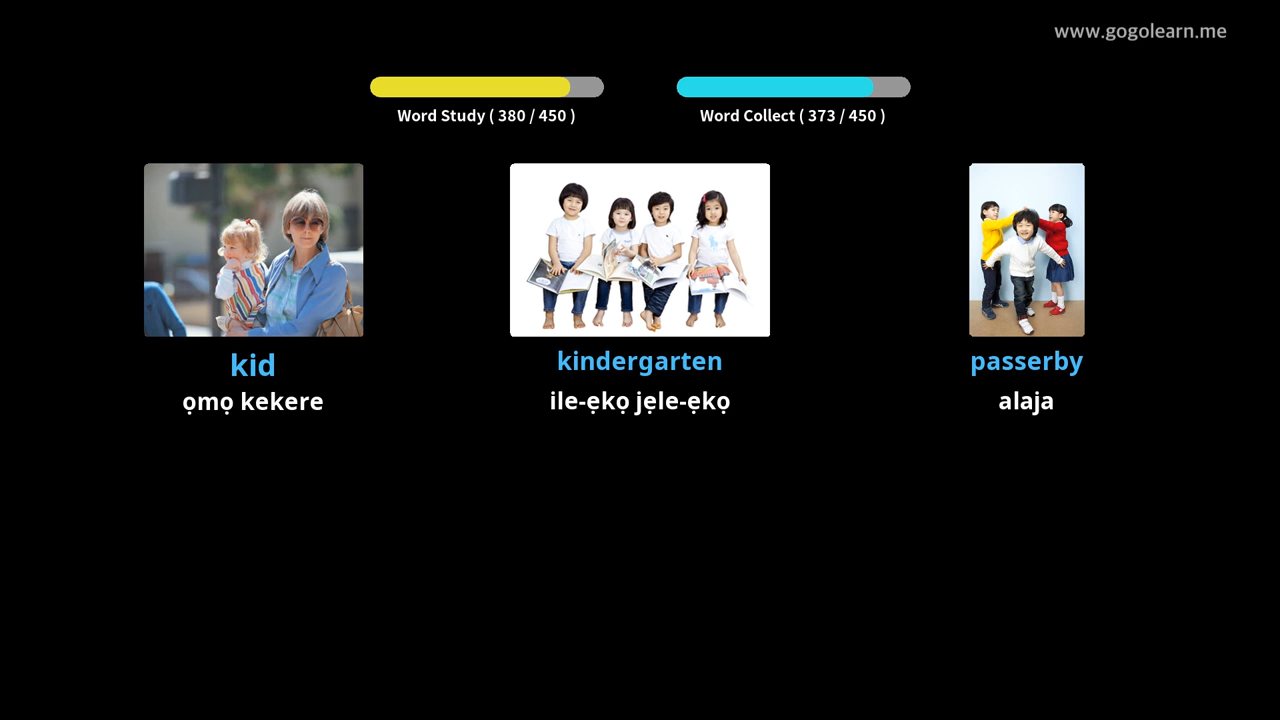 www.gogolearn.me
Word Study ( 380 / 450 )
Word Collect ( 373 / 450 )
kid
ọmọ kekere
kindergarten
ile-ẹkọ jẹle-ẹkọ
passerby
alaja